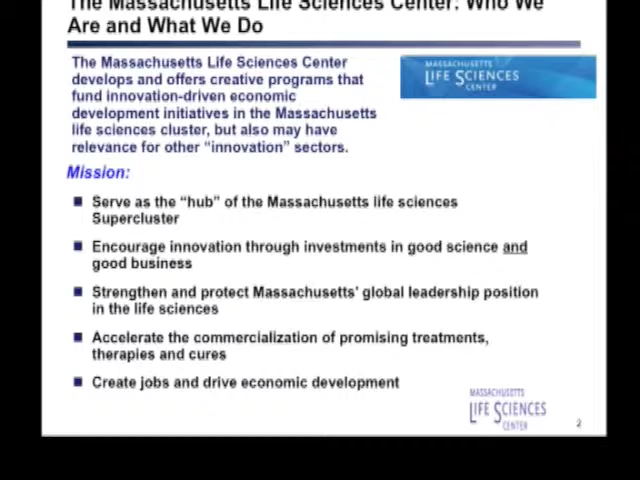 The Massachusetts Life Sciences Center: Who We
Are and What We Do
The Massachusetts Life Sciences Center
develops and offers creative programs that
fund innovation-driven economic
development initiatives in the Massachusetts
life sciences cluster, but also may have
relevance for other “innovation” sectors.
MASSACHUSETTS
LIFE SCIENCES
CENTER
Mission:
Serve as the “hub” of the Massachusetts life sciences
Supercluster
Encourage innovation through investments in good science and
good business
Strengthen and protect Massachusetts’ global leadership position
in the life sciences
Accelerate the commercialization of promising treatments,
therapies and cures
Create jobs and drive economic development
MASSACHUSETTS
LIFE SCIENCES
CENTER
2